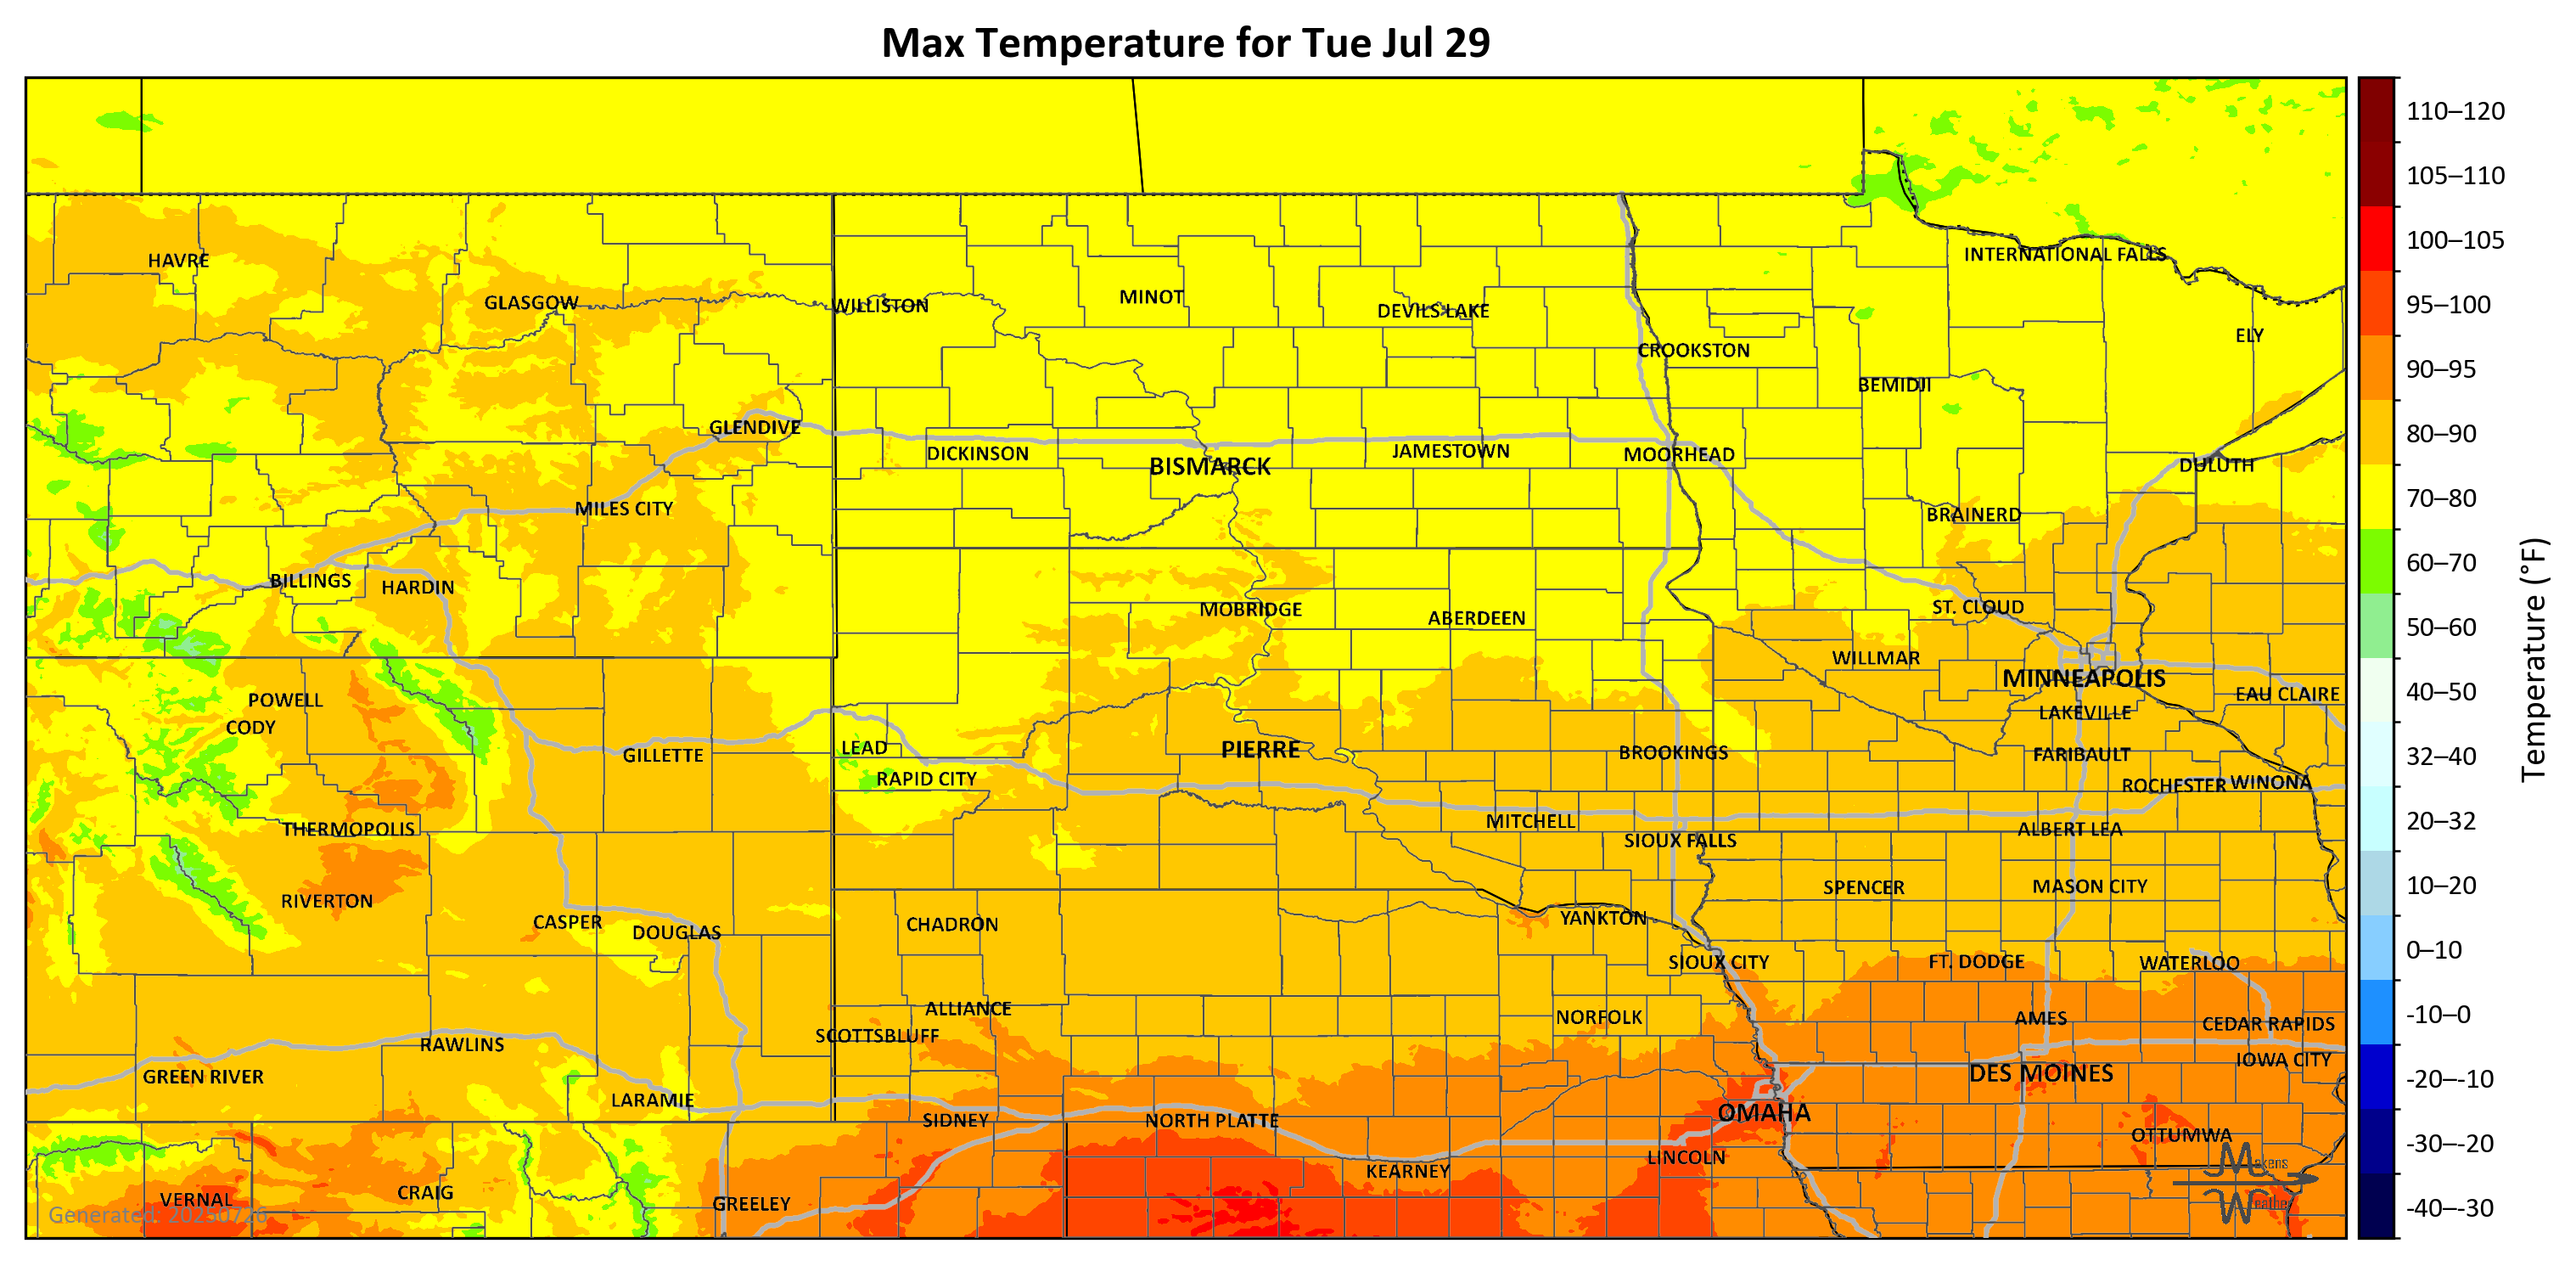 Max Temperature for Tue Jul 29
110–120
105–110
100–105
95–100
90–95
80–90
70–80
60–70
50–60
40–50
32–40
20–32
10–20
0–10
-10–0
-20–-10
-30–-20
-40–-30
Temperature (°F)
HAVRE
INTERNATIONAL FALLS
GLASGOW
WILLISTON
MINOT
DEVILS LAKE
ELY
CROOKSTON
BEMIDJI
GLENDIVE
DICKINSON
BISMARCK
JAMESTOWN
MOORHEAD
DULUTH
MILES CITY
BRAINERD
BILLINGS
HARDIN
MOBRIDGE
ABERDEEN
ST. CLOUD
WILLMAR
MINNEAPOLIS
POWELL
EAU CLAIRE
CODY
LAKEVILLE
GILLETTE
LEAD
PIERRE
BROOKINGS
FARIBAULT
RAPID CITY
ROCHESTER
WINONA
THERMOPOLIS
MITCHELL
ALBERT LEA
SIOUX FALLS
SPENCER
MASON CITY
RIVERTON
CASPER
DOUGLAS
CHADRON
YANKTON
SIOUX CITY
FT. DODGE
WATERLOO
ALLIANCE
NORFOLK
AMES
CEDAR RAPIDS
SCOTTSBLUFF
RAWLINS
IOWA CITY
GREEN RIVER
DES MOINES
LARAMIE
SIDNEY
NORTH PLATTE
OMAHA
OTTUMWA
KEARNEY
LINCOLN
VERNAL
CRAIG
GREELEY
Makens
Weather
Generated: 20250726